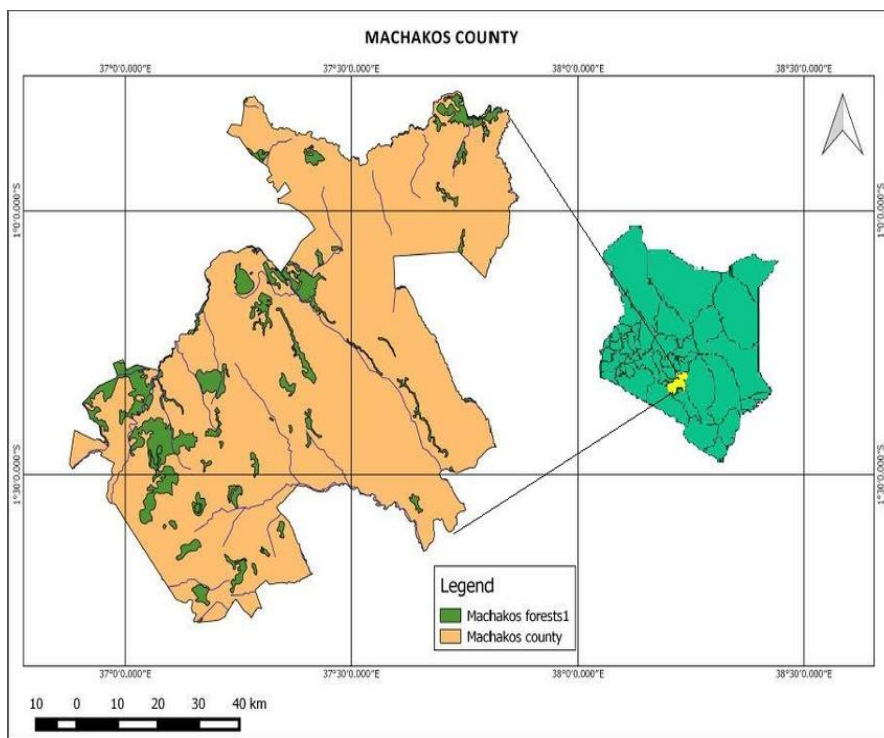 MACHAKOS COUNTY
37°0'0.000"E 37°30'0.000"E 38°0'0.000"E 38°30'0.000"E
1°0'0.000"S 1°0'0.000"S
1°30'0.000"S 1°30'0.000"S
Legend
Machakos forests1
Machakos county
37°0'0.000"E 37°30'0.000"E 38°0'0.000"E 38°30'0.000"E
10 0 10 20 30 40 km